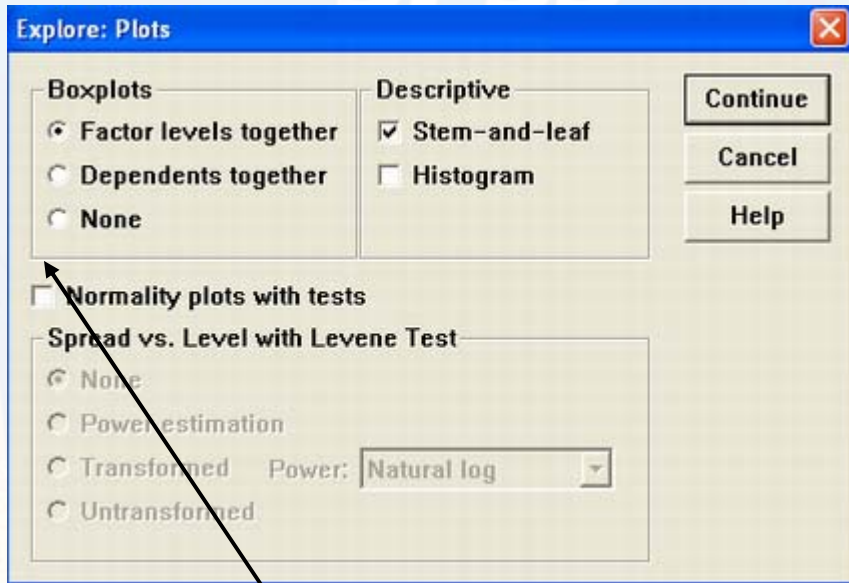 Explore: Plots
Boxplots
Factor levels together
Dependents together
None
Descriptive
Stem-and-leaf
Histogram
Continue
Cancel
Help
Normality plots with tests
Spread vs. Level with Levene Test
None
Power estimation
Transformed Power: Natural log
Untransformed